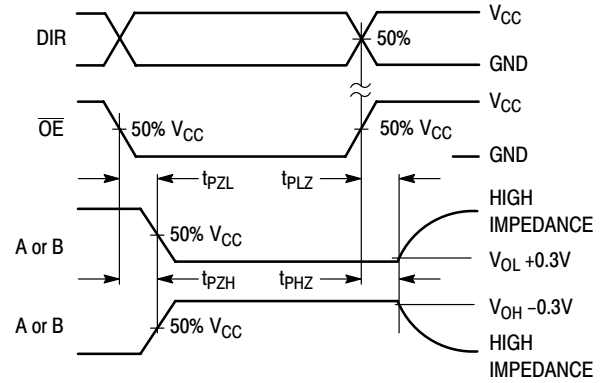 DIR
50%
V_CC
GND
OE
50% V_CC
50% V_CC
V_CC
GND
t_PZL
t_PLZ
HIGH
IMPEDANCE
A or B
50% V_CC
V_OL +0.3V
t_PZH
t_PHZ
V_OH −0.3V
A or B
50% V_CC
HIGH
IMPEDANCE